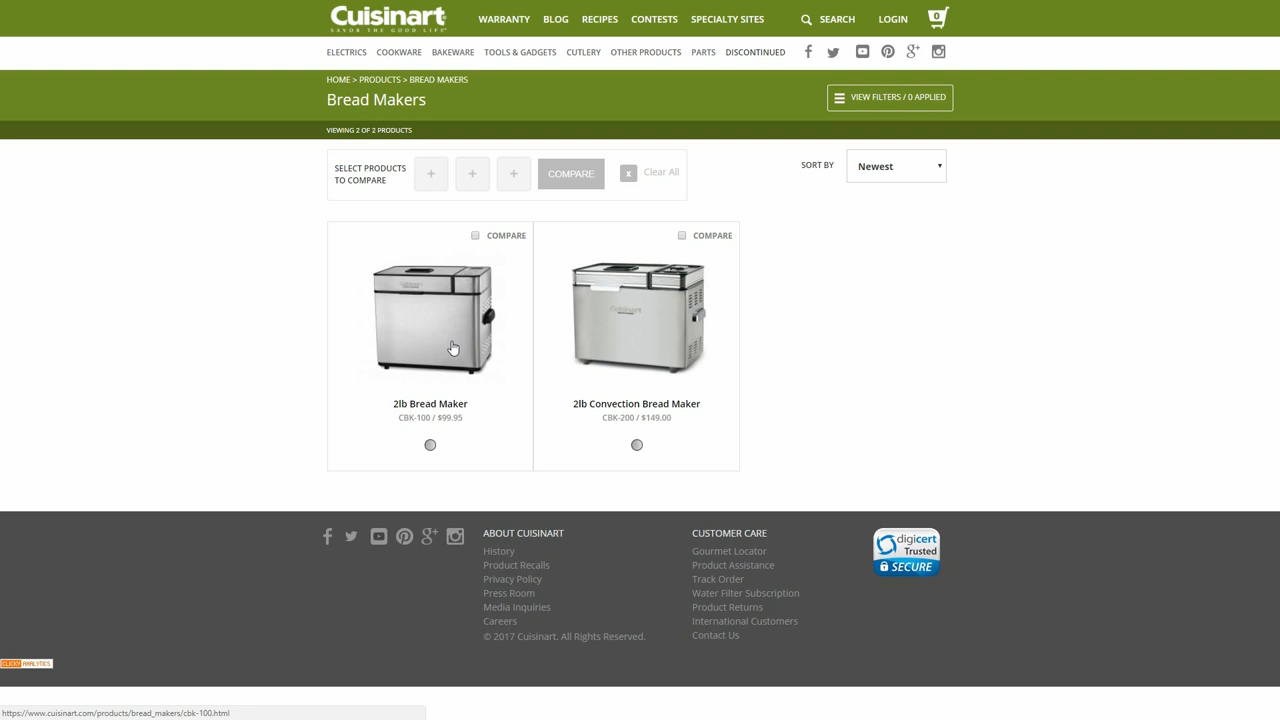 Cuisinart
SAVOR THE GOOD LIFE
WARRANTY BLOG RECIPES CONTESTS SPECIALTY SITES SEARCH LOGIN 0
ELECTRICS COOKWARE BAKEWARE TOOLS & GADGETS CUTLERY OTHER PRODUCTS PARTS DISCONTINUED
HOME > PRODUCTS > BREAD MAKERS
Bread Makers
VIEW FILTERS / 0 APPLIED
VIEWING 2 OF 2 PRODUCTS
SELECT PRODUCTS
TO COMPARE
+ + + COMPARE x Clear All
SORT BY Newest
COMPARE COMPARE
Cuisinart
Cuisinart
2lb Bread Maker
CBK-100 / $99.95
2lb Convection Bread Maker
CBK-200 / $149.00
ABOUT CUISINART
History
Product Recalls
Privacy Policy
Press Room
Media Inquiries
Careers
© 2017 Cuisinart. All Rights Reserved.
CUSTOMER CARE
Gourmet Locator
Product Assistance
Track Order
Water Filter Subscription
Product Returns
International Customers
Contact Us
digicert
Trusted
SECURE
CLICKY ANALYTICS
https://www.cuisinart.com/products/bread_makers/cbk-100.html